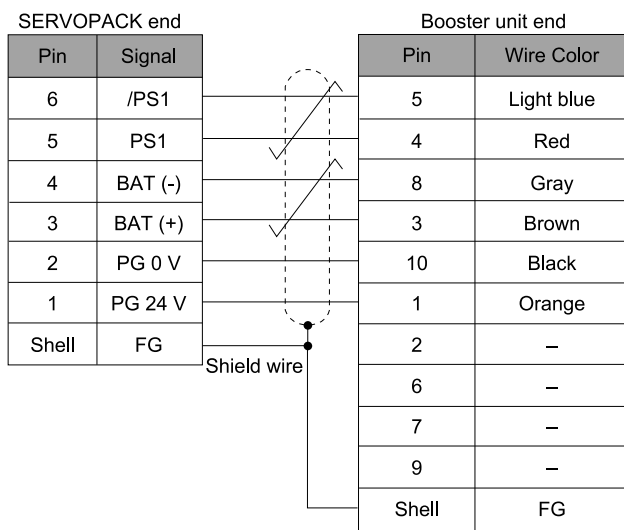 SERVOPACK end Booster unit end
Pin Signal Pin Wire Color
6 /PS1 5 Light blue
5 PS1 4 Red
4 BAT (-) 8 Gray
3 BAT (+) 3 Brown
2 PG 0 V 10 Black
1 PG 24 V 1 Orange
Shell FG 2 –
Shield wire
6 –
7 –
9 –
Shell FG